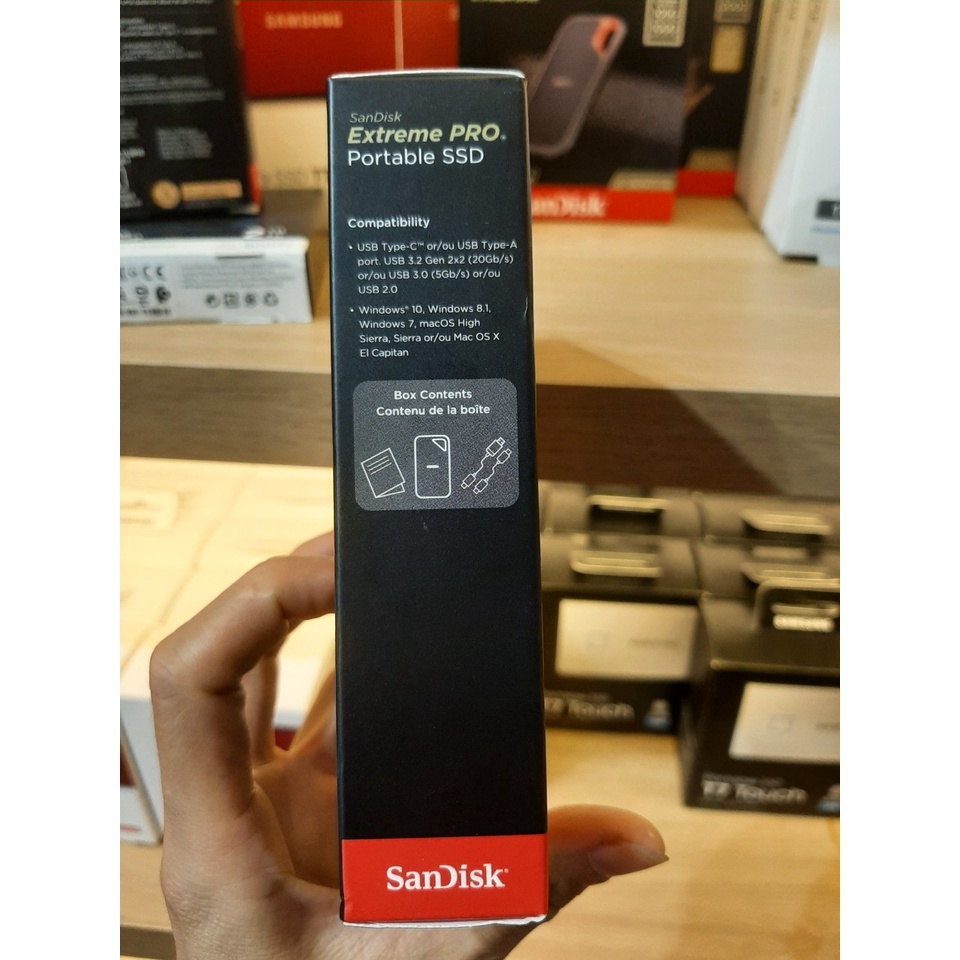 SAMSUNG
SanDisk
Extreme PRO®
Portable SSD
SanDisk
Compatibility
• USB Type-C™ or/ou USB Type-A
port. USB 3.2 Gen 2x2 (20Gb/s)
or/ou USB 3.0 (5Gb/s) or/ou
USB 2.0
• Windows® 10, Windows 8.1,
Windows 7, macOS High
Sierra, Sierra or/ou Mac OS X
El Capitan
Box Contents
Contenu de la boîte
SAMSUNG
T7 Touch
T7 Touch
SanDisk®